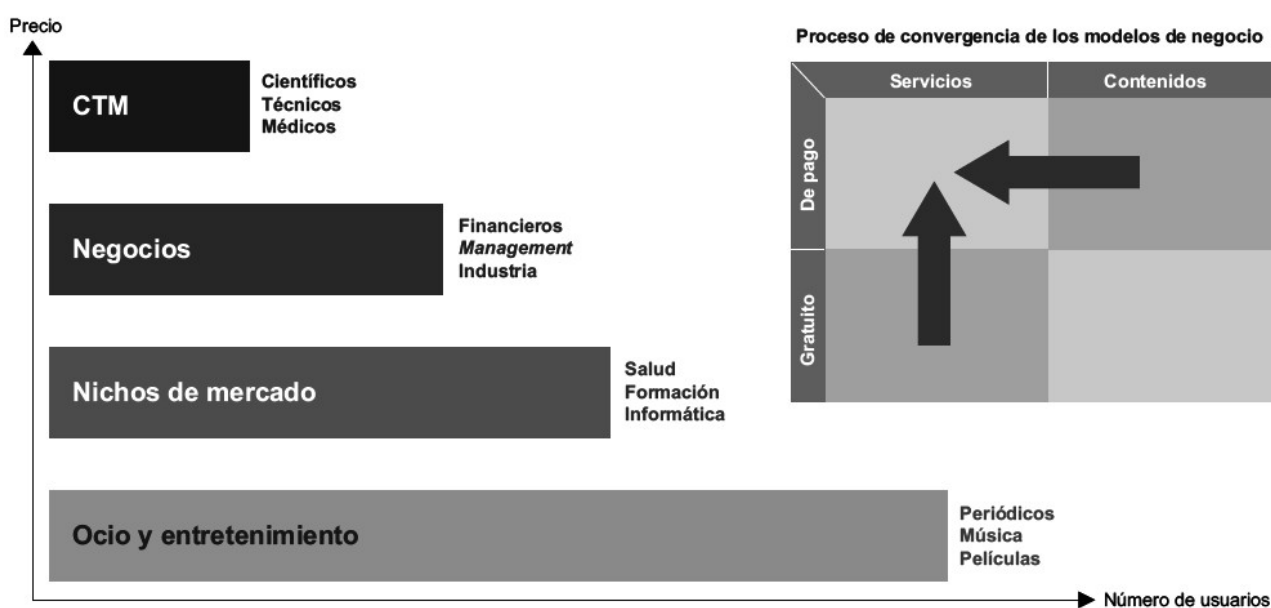 Precio
CTM
Científicos
Técnicos
Médicos
Negocios
Financieros
Management
Industria
Nichos de mercado
Salud
Formación
Informática
Ocio y entretenimiento
Periódicos
Música
Películas
Número de usuarios
Proceso de convergencia de los modelos de negocio
Servicios
Contenidos
De pago
Gratuito